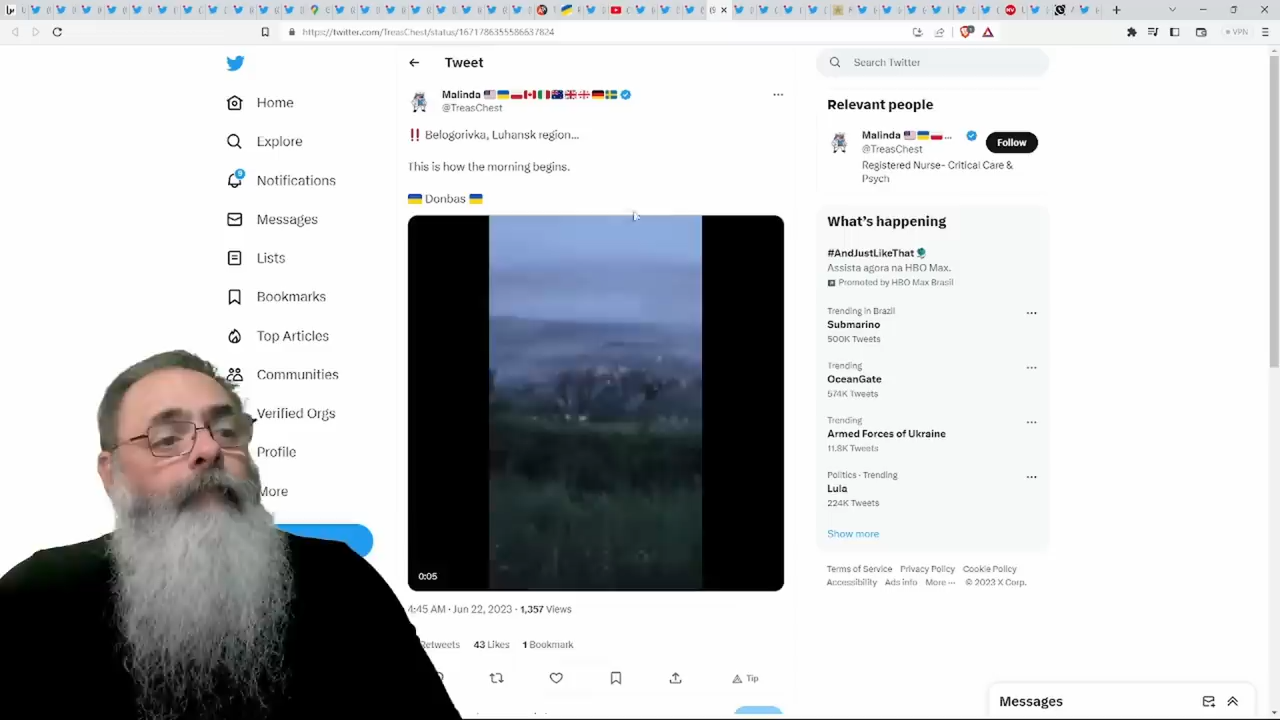 https://twitter.com/TreasChest/status/1671786355586637824
VPN
Home
Explore
9
Notifications
Messages
Lists
Bookmarks
Top Articles
Communities
Verified Orgs
Profile
More
Tweet
Malinda
@TreasChest
‼️ Belogorivka, Luhansk region...
This is how the morning begins.
Donbas
0:05
4:45 AM · Jun 22, 2023 · 1,357 Views
Retweets 43 Likes 1 Bookmark
Tip
Search Twitter
Relevant people
Malinda ...
@TreasChest
Follow
Registered Nurse- Critical Care &
Psych
What's happening
#AndJustLikeThat
Assista agora na HBO Max.
Promoted by HBO Max Brasil
Trending in Brazil
Submarino
500K Tweets
Trending
OceanGate
574K Tweets
Trending
Armed Forces of Ukraine
11.8K Tweets
Politics · Trending
Lula
224K Tweets
Show more
Terms of Service Privacy Policy Cookie Policy
Accessibility Ads info More ··· © 2023 X Corp.
Messages